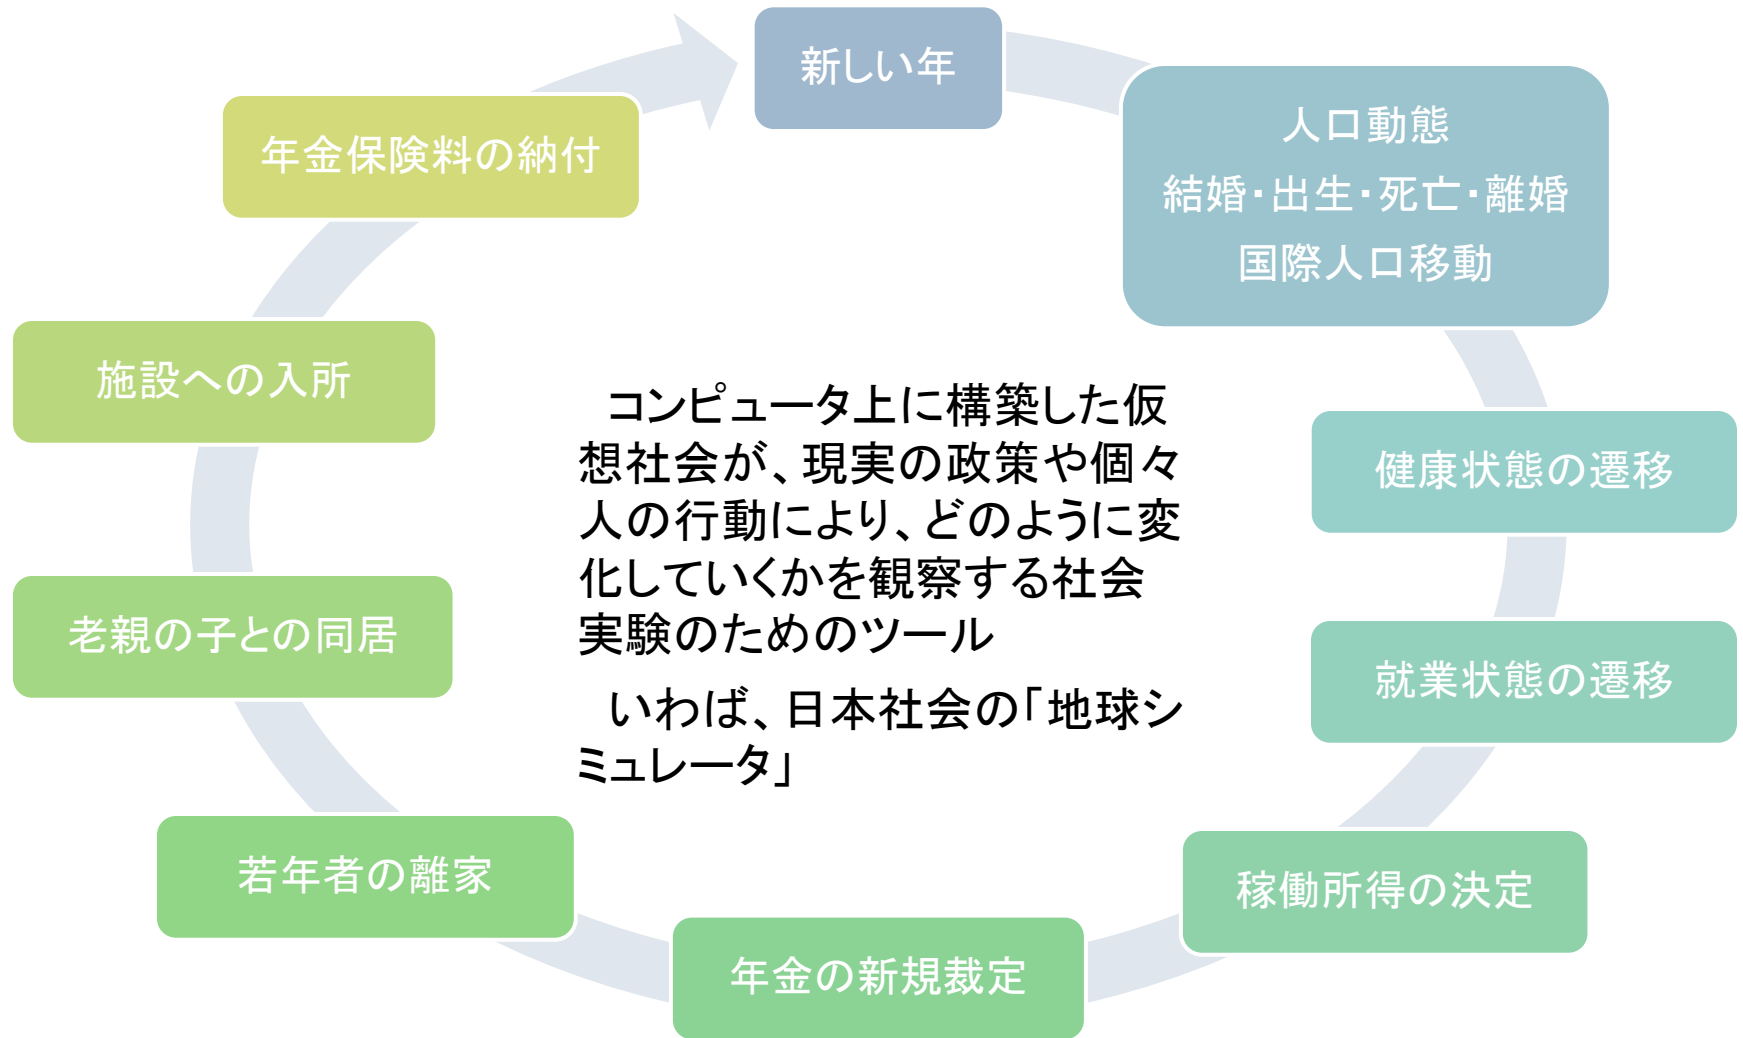 新しい年
人口動態
結婚・出生・死亡・離婚
国際人口移動
健康状態の遷移
就業状態の遷移
稼働所得の決定
年金の新規裁定
若年者の離家
老親の子との同居
施設への入所
年金保険料の納付
コンピュータ上に構築した仮
想社会が、現実の政策や個々
人の行動により、どのように変
化していくかを観察する社会
実験のためのツール
いわば、日本社会の「地球シ
ミュレータ」